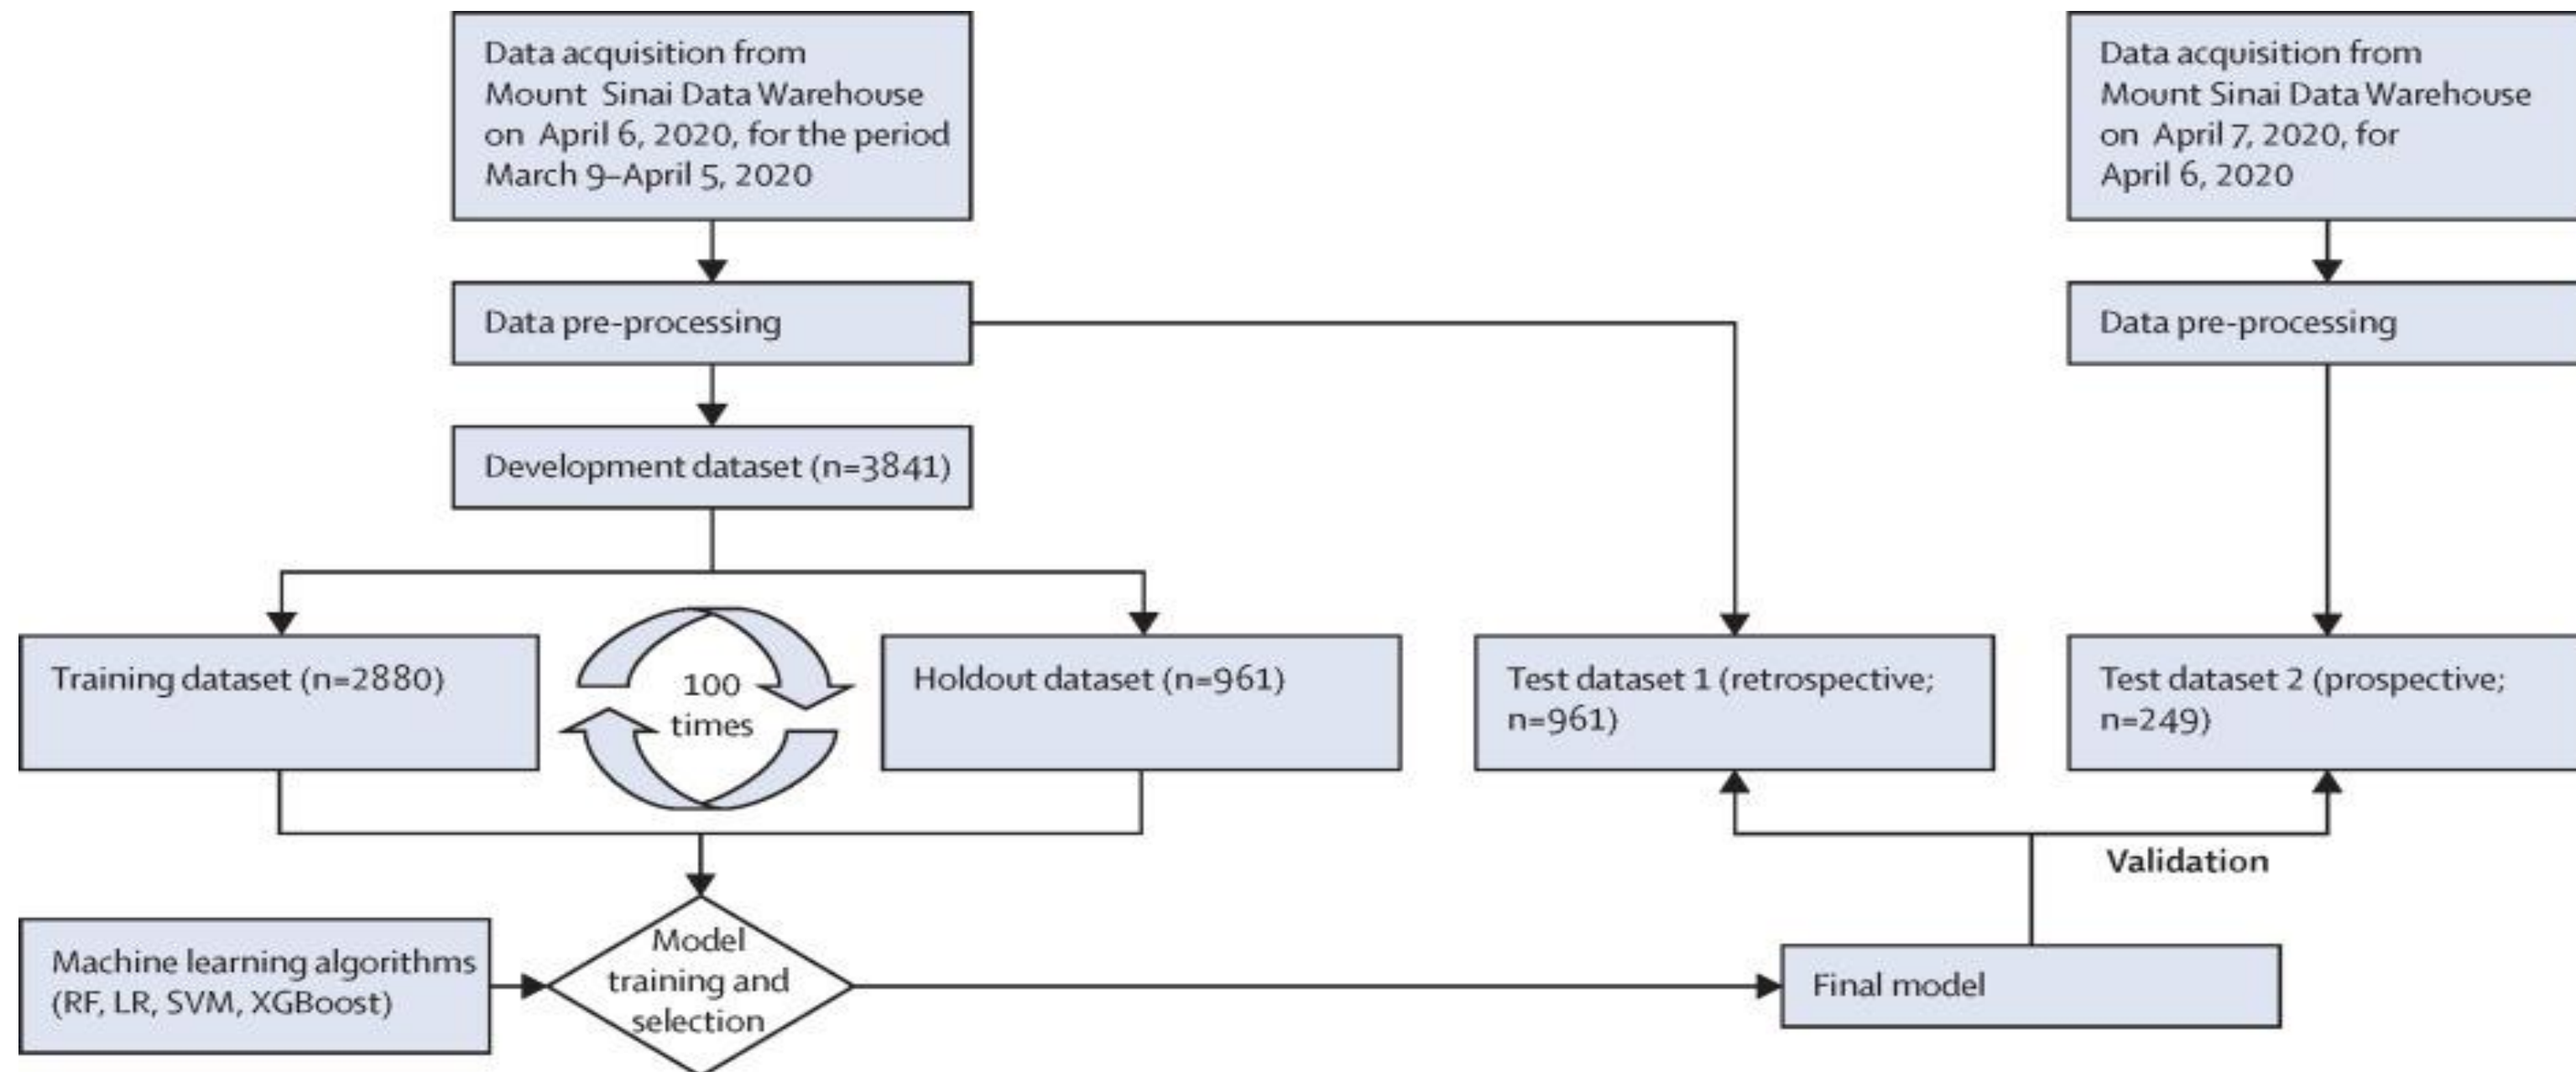 Data acquisition from
Mount Sinai Data Warehouse
on April 6, 2020, for the period
March 9–April 5, 2020
Data acquisition from
Mount Sinai Data Warehouse
on April 7, 2020, for
April 6, 2020
Data pre-processing
Data pre-processing
Development dataset (n=3841)
Training dataset (n=2880)
100
times
Holdout dataset (n=961)
Test dataset 1 (retrospective;
n=961)
Test dataset 2 (prospective;
n=249)
Validation
Machine learning algorithms
(RF, LR, SVM, XGBoost)
Model
training and
selection
Final model